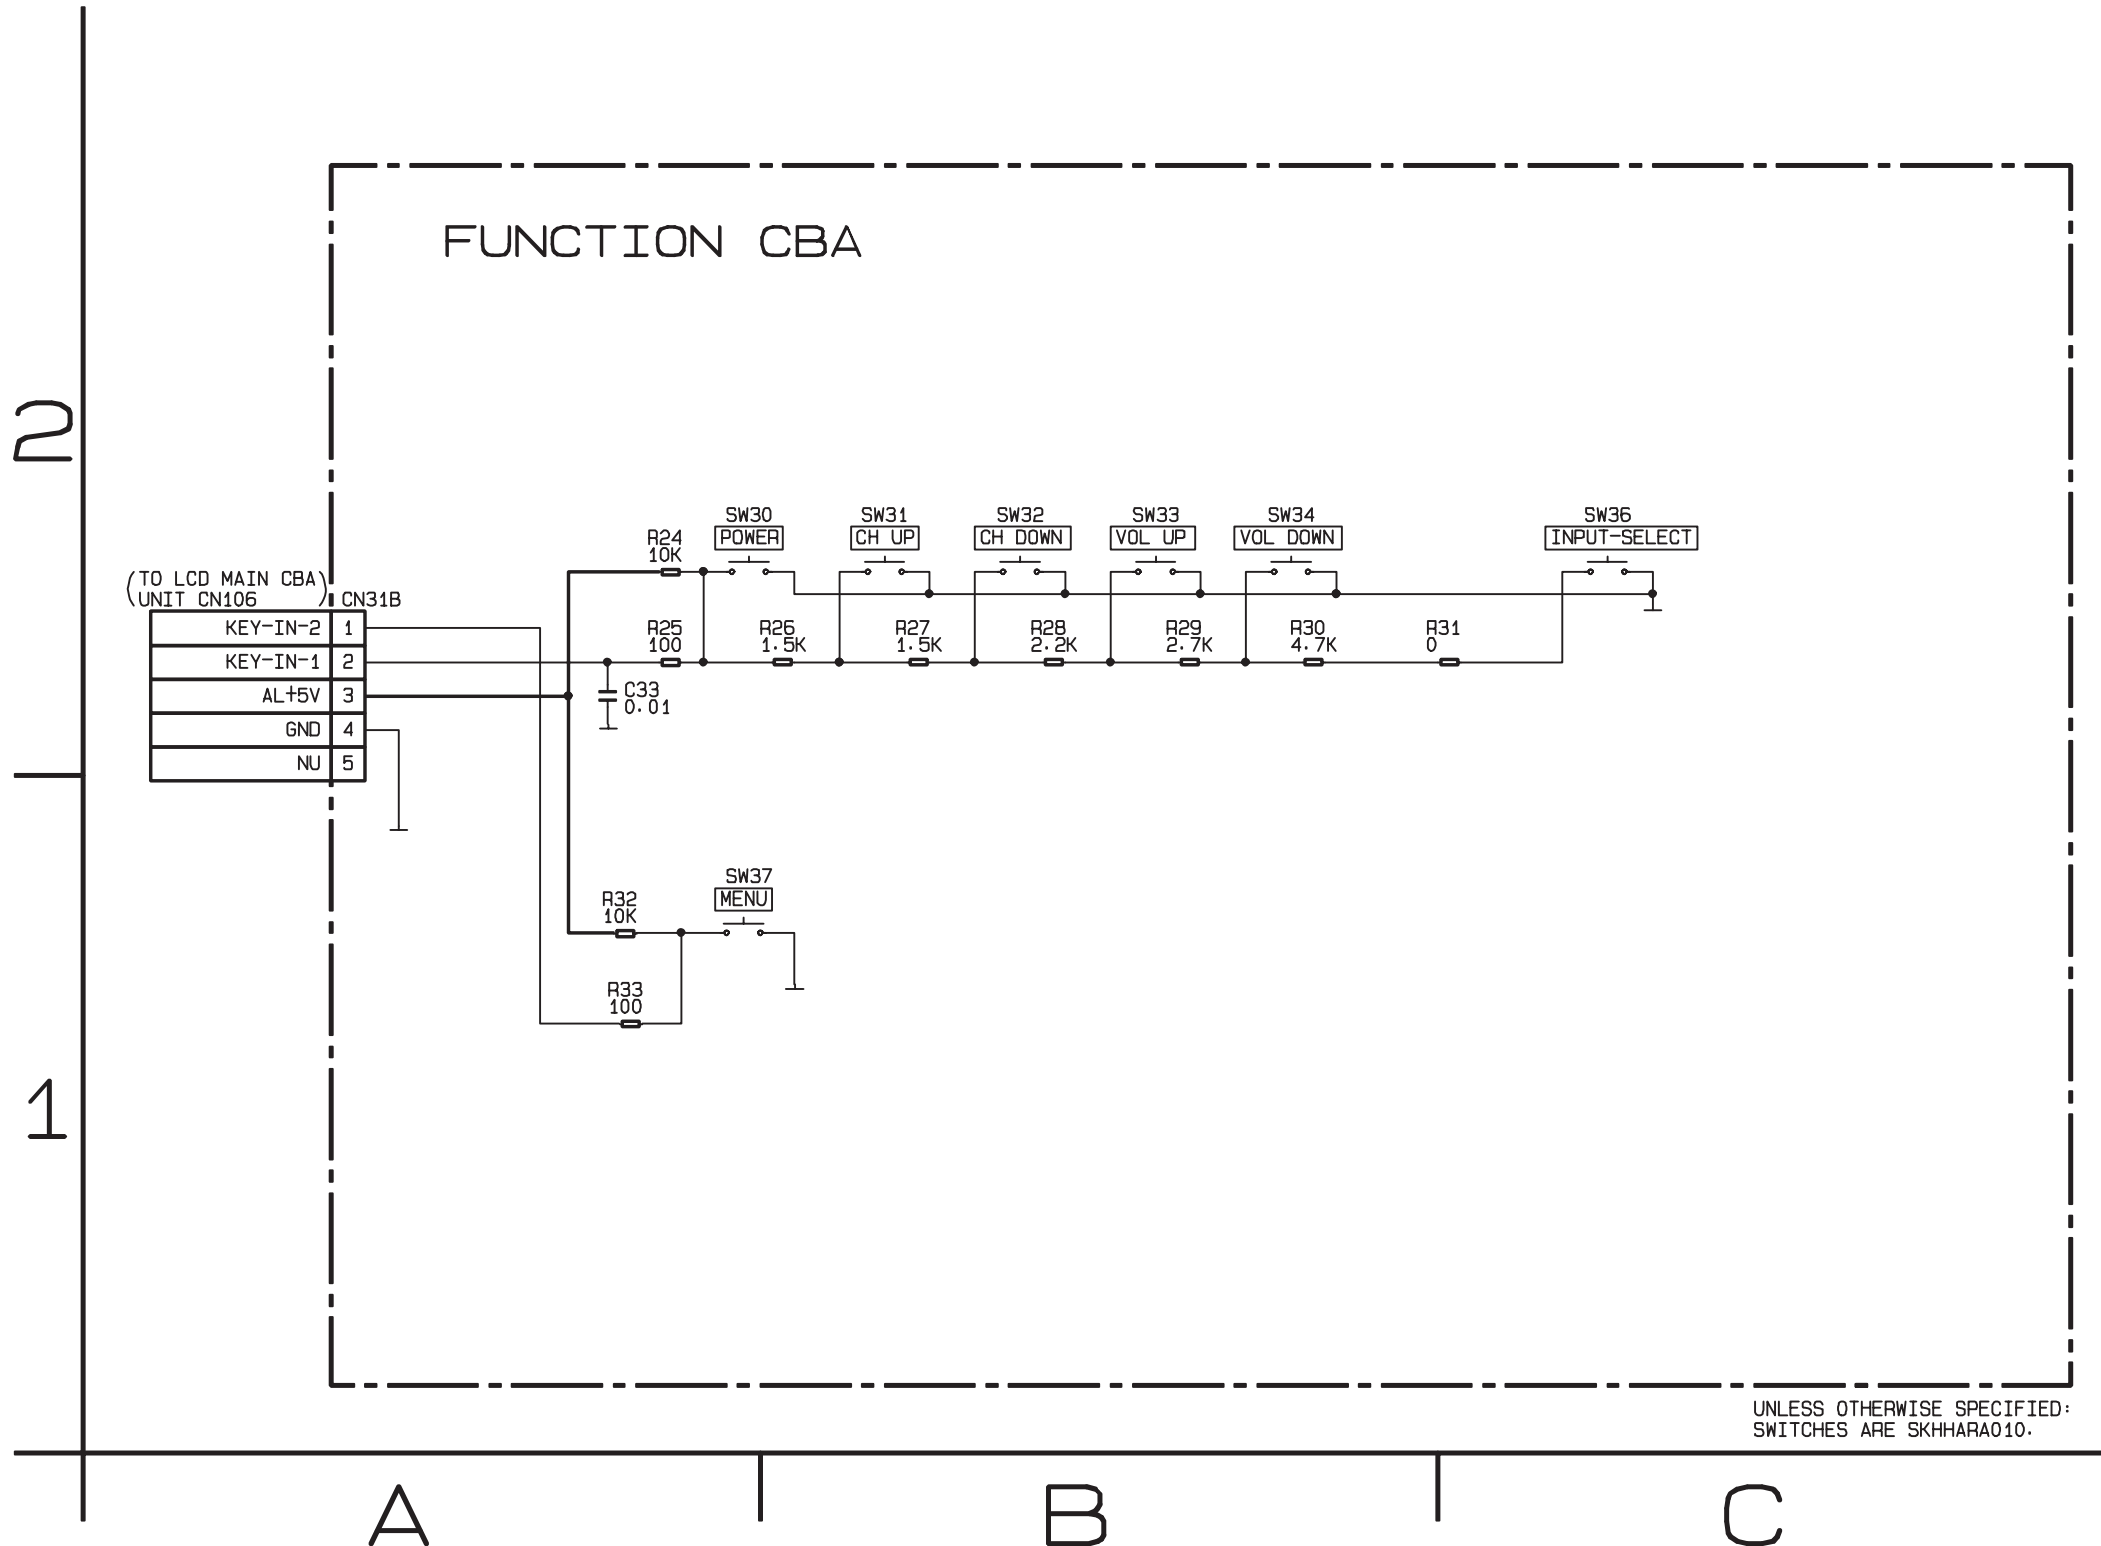 FUNCTION CBA
2
SW30
POWER
SW31
CH UP
SW32
CH DOWN
SW33
VOL UP
SW34
VOL DOWN
SW36
INPUT-SELECT
R24
10K
(TO LCD MAIN CBA
UNIT CN106)
CN31B
KEY-IN-2 1
KEY-IN-1 2
AL+5V 3
GND 4
NU 5
R25
100
R26
1.5K
R27
1.5K
R28
2.2K
R29
2.7K
R30
4.7K
R31
0
C33
0.01
SW37
MENU
R32
10K
R33
100
1
UNLESS OTHERWISE SPECIFIED:
SWITCHES ARE SKHHARA010.
A B C